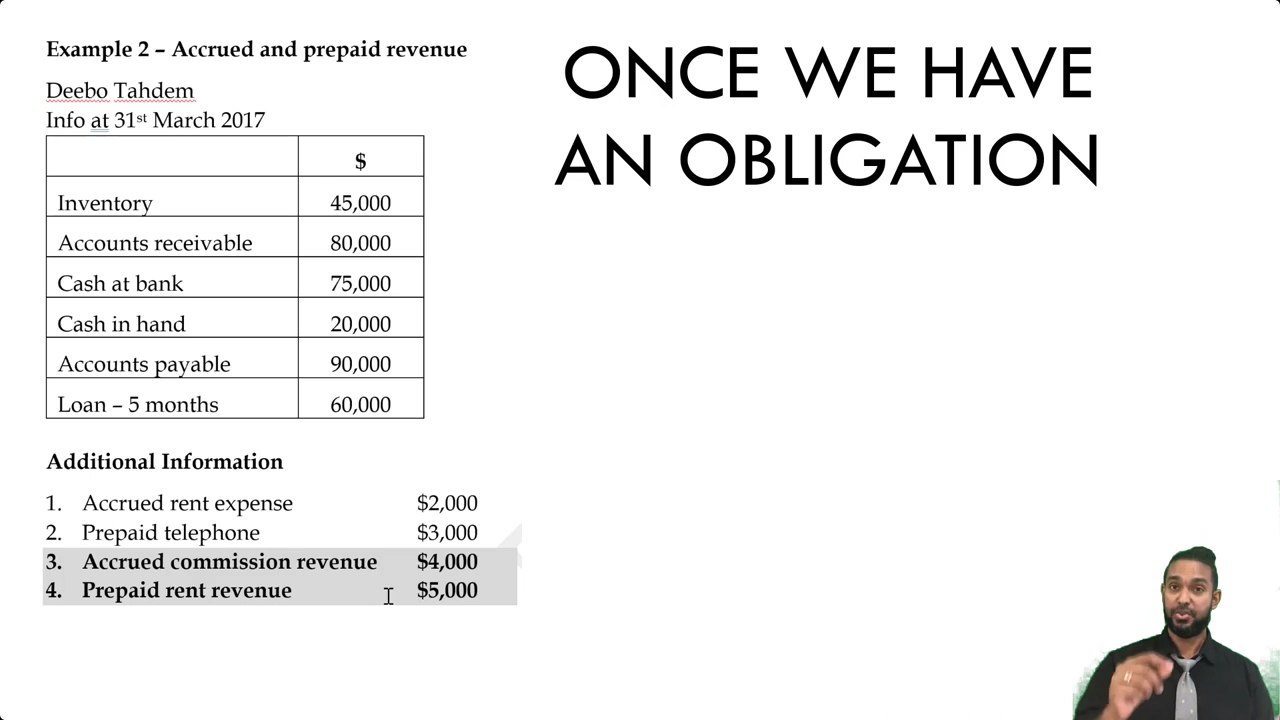 Example 2 – Accrued and prepaid revenue
Deebo Tahdem
Info at 31st March 2017
$
Inventory 45,000
Accounts receivable 80,000
Cash at bank 75,000
Cash in hand 20,000
Accounts payable 90,000
Loan – 5 months 60,000
Additional Information
1. Accrued rent expense $2,000
2. Prepaid telephone $3,000
3. Accrued commission revenue $4,000
4. Prepaid rent revenue $5,000
ONCE WE HAVE
AN OBLIGATION